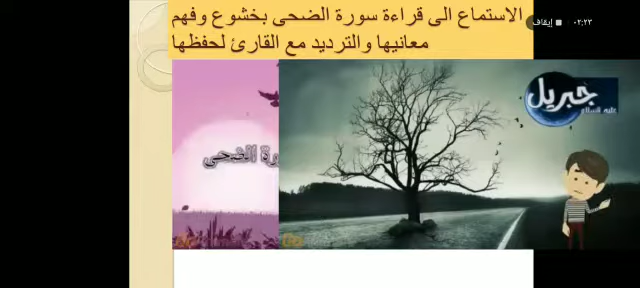 الاستماع الى قراءة سورة الضحى بخشوع وفهم
معانيها والترديد مع القارئ لحفظها
إيقاف ٠٢:٢٣
جبريل
عليه السلام
رة الضحى